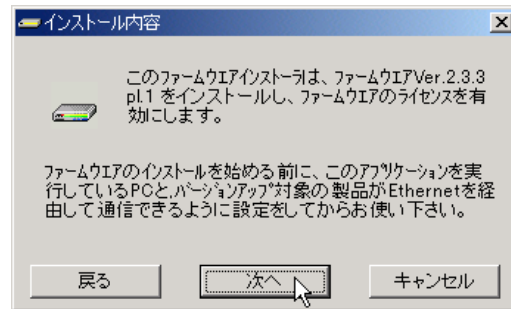 インストール内容
このﾌｧｰﾑｳｴｱｲﾝｽﾄｰﾗは、ﾌｧｰﾑｳｴｱVer.2.3.3
pl.1 をインストールし、ﾌｧｰﾑｳｴｱのﾗｲｾﾝｽを有
効にします。
ﾌｧｰﾑｳｴｱのインストールを始める前に、このｱﾌﾟﾘｹｰｼｮﾝを実
行しているPCと,ﾊﾞｰｼﾞｮﾝｱｯﾌﾟ対象の製品がEthernetを経
由して通信できるように設定をしてからお使い下さい。
戻る
次へ
キャンセル